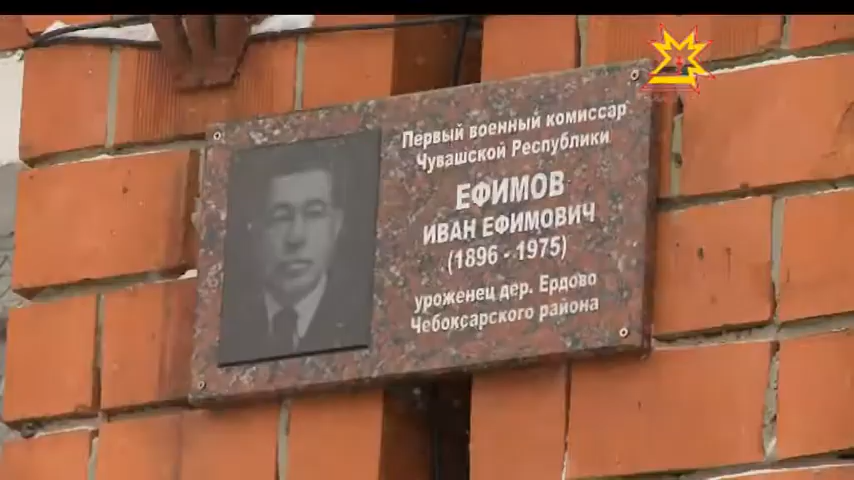 Первый военный комиссар
Чувашской Республики
ЕФИМОВ
ИВАН ЕФИМОВИЧ
(1896 - 1975)
уроженец дер. Ердово
Чебоксарского района